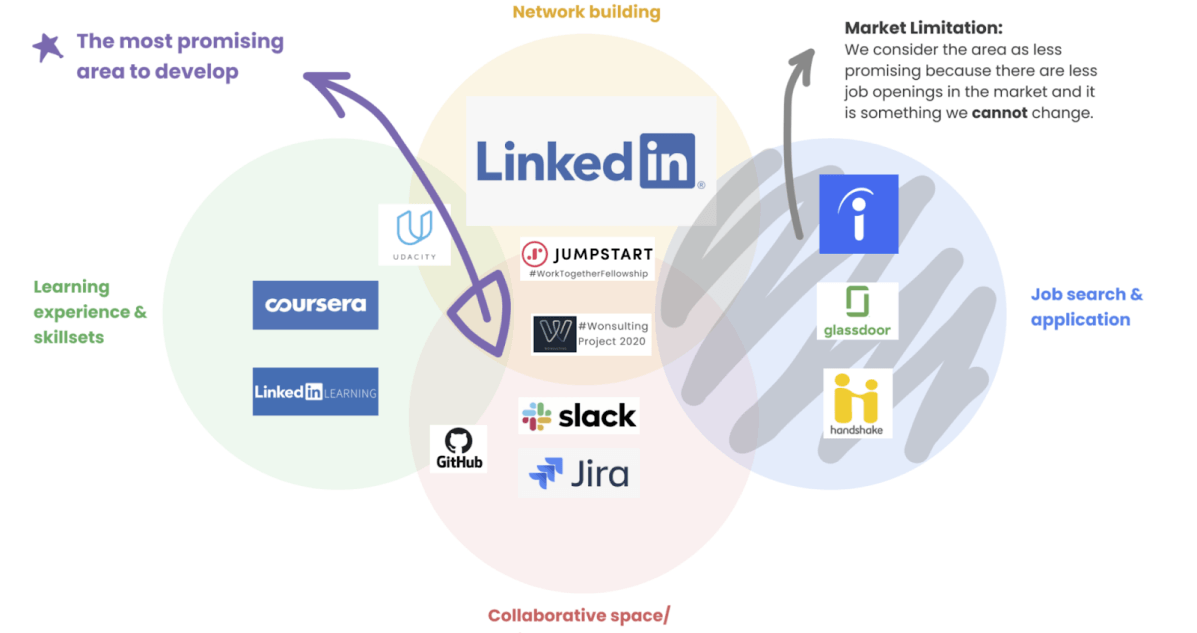 Network building
The most promising
area to develop
Market Limitation:
We consider the area as less
promising because there are less
job openings in the market and it
is something we cannot change.
Linkedin®
UDACITY
JUMPSTART
#WorkTogetherFellowship
Learning
experience &
skillsets
coursera
#Wonsulting
Project 2020
glassdoor
Job search &
application
Linkedin LEARNING
handshake
slack
GitHub
Jira
Collaborative space/